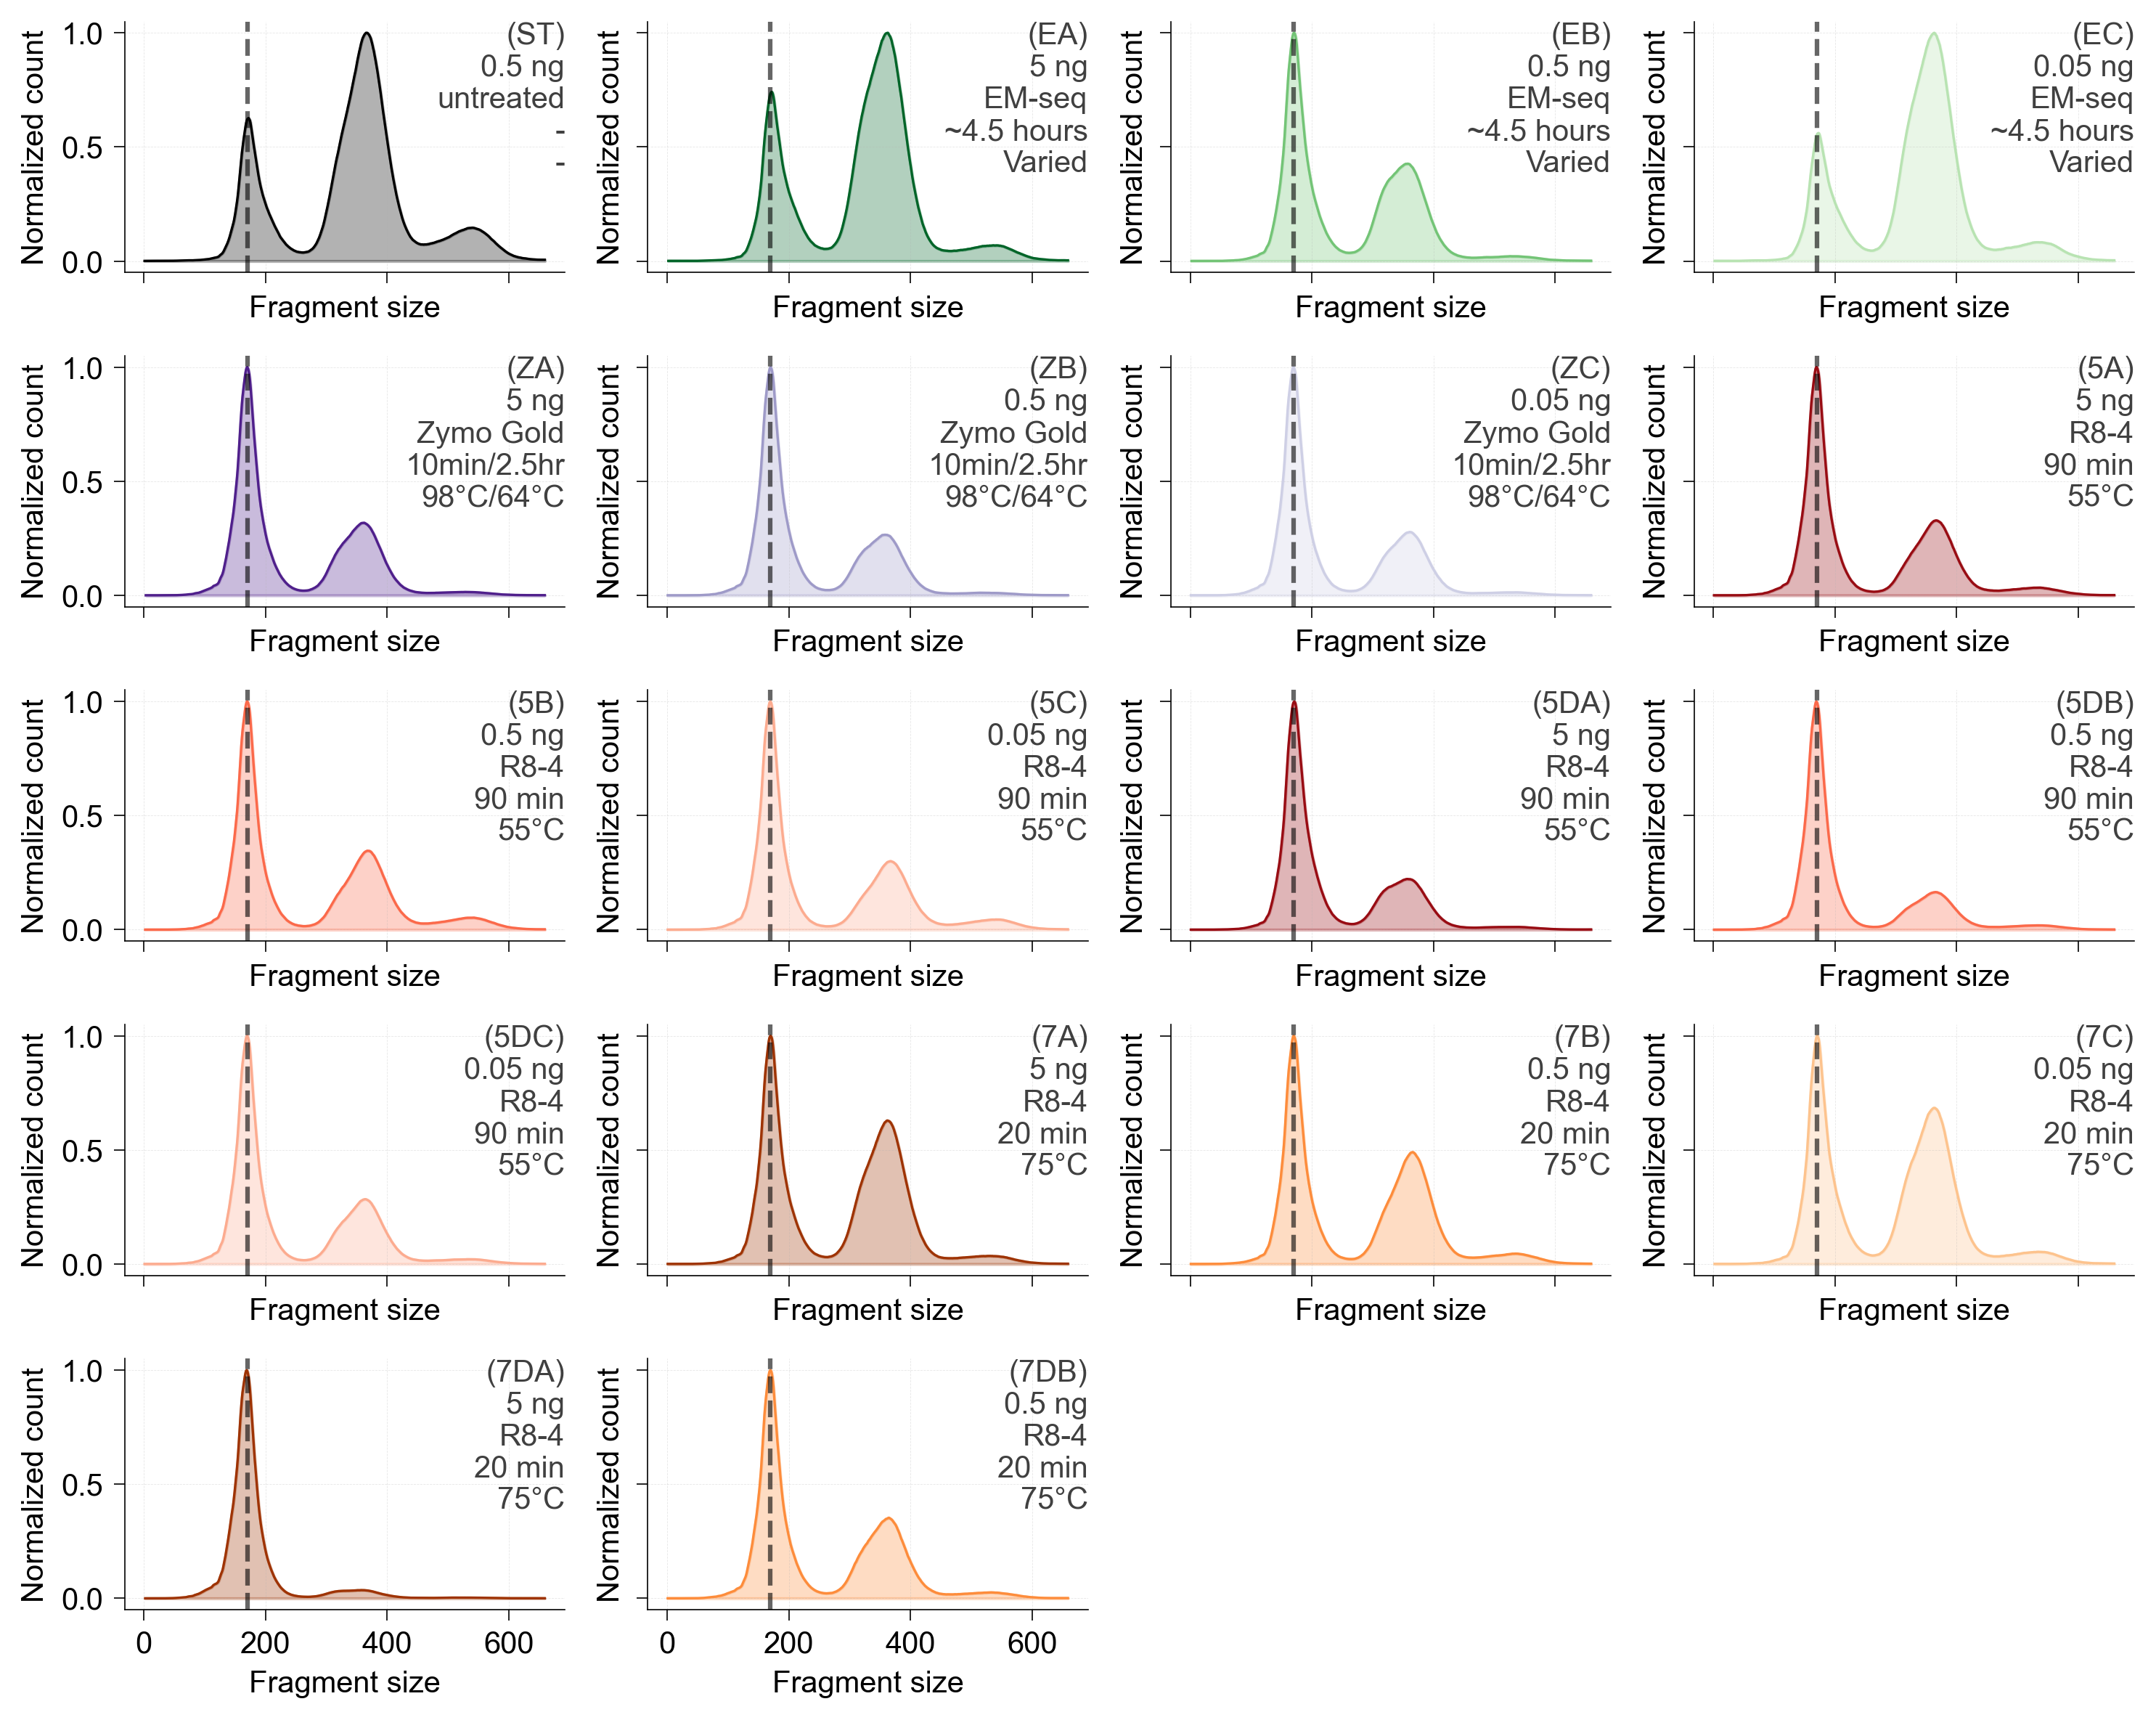 Normalized count
1.0
0.5
0.0
(ST)
0.5 ng
untreated
-
-
Fragment size
Normalized count
(EA)
5 ng
EM-seq
~4.5 hours
Varied
Fragment size
Normalized count
(EB)
0.5 ng
EM-seq
~4.5 hours
Varied
Fragment size
Normalized count
(EC)
0.05 ng
EM-seq
~4.5 hours
Varied
Fragment size
Normalized count
1.0
0.5
0.0
(ZA)
5 ng
Zymo Gold
10min/2.5hr
98°C/64°C
Fragment size
Normalized count
(ZB)
0.5 ng
Zymo Gold
10min/2.5hr
98°C/64°C
Fragment size
Normalized count
(ZC)
0.05 ng
Zymo Gold
10min/2.5hr
98°C/64°C
Fragment size
Normalized count
(5A)
5 ng
R8-4
90 min
55°C
Fragment size
Normalized count
1.0
0.5
0.0
(5B)
0.5 ng
R8-4
90 min
55°C
Fragment size
Normalized count
(5C)
0.05 ng
R8-4
90 min
55°C
Fragment size
Normalized count
(5DA)
5 ng
R8-4
90 min
55°C
Fragment size
Normalized count
(5DB)
0.5 ng
R8-4
90 min
55°C
Fragment size
Normalized count
1.0
0.5
0.0
(5DC)
0.05 ng
R8-4
90 min
55°C
Fragment size
Normalized count
(7A)
5 ng
R8-4
20 min
75°C
Fragment size
Normalized count
(7B)
0.5 ng
R8-4
20 min
75°C
Fragment size
Normalized count
(7C)
0.05 ng
R8-4
20 min
75°C
Fragment size
Normalized count
1.0
0.5
0.0
(7DA)
5 ng
R8-4
20 min
75°C
0 200 400 600
Fragment size
Normalized count
(7DB)
0.5 ng
R8-4
20 min
75°C
0 200 400 600
Fragment size